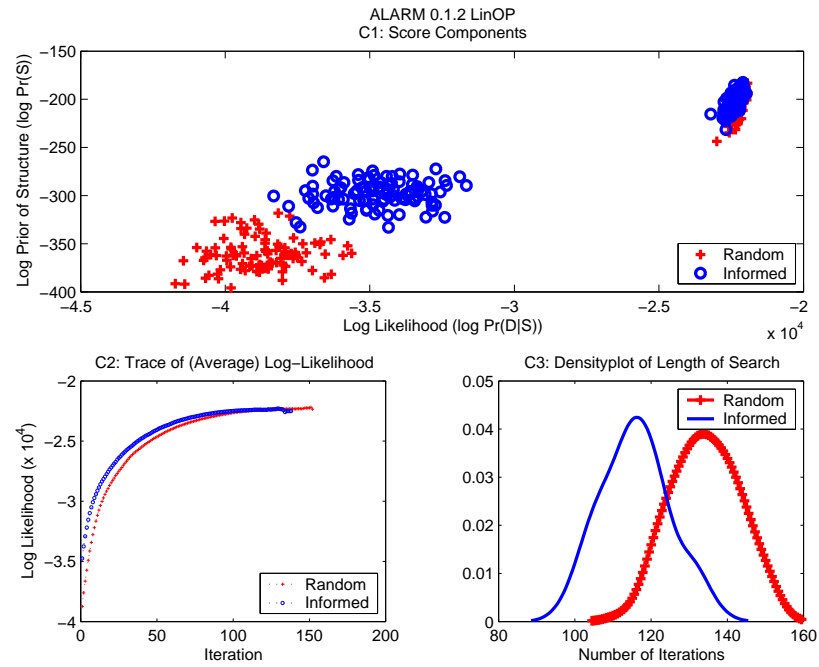 ALARM 0.1.2 LinOP
C1: Score Components
Log Prior of Structure (log Pr(S))
−150
−200
−250
−300
−350
−400
−4.5
−4
−3.5
−3
−2.5
−2
x 10^4
Log Likelihood (log Pr(D|S))
Random
Informed
C2: Trace of (Average) Log−Likelihood
Log Likelihood (x 10^4)
−2
−2.5
−3
−3.5
−4
0
50
100
150
200
Iteration
Random
Informed
C3: Densityplot of Length of Search
0.05
0.04
0.03
0.02
0.01
0
80
100
120
140
160
Number of Iterations
Random
Informed